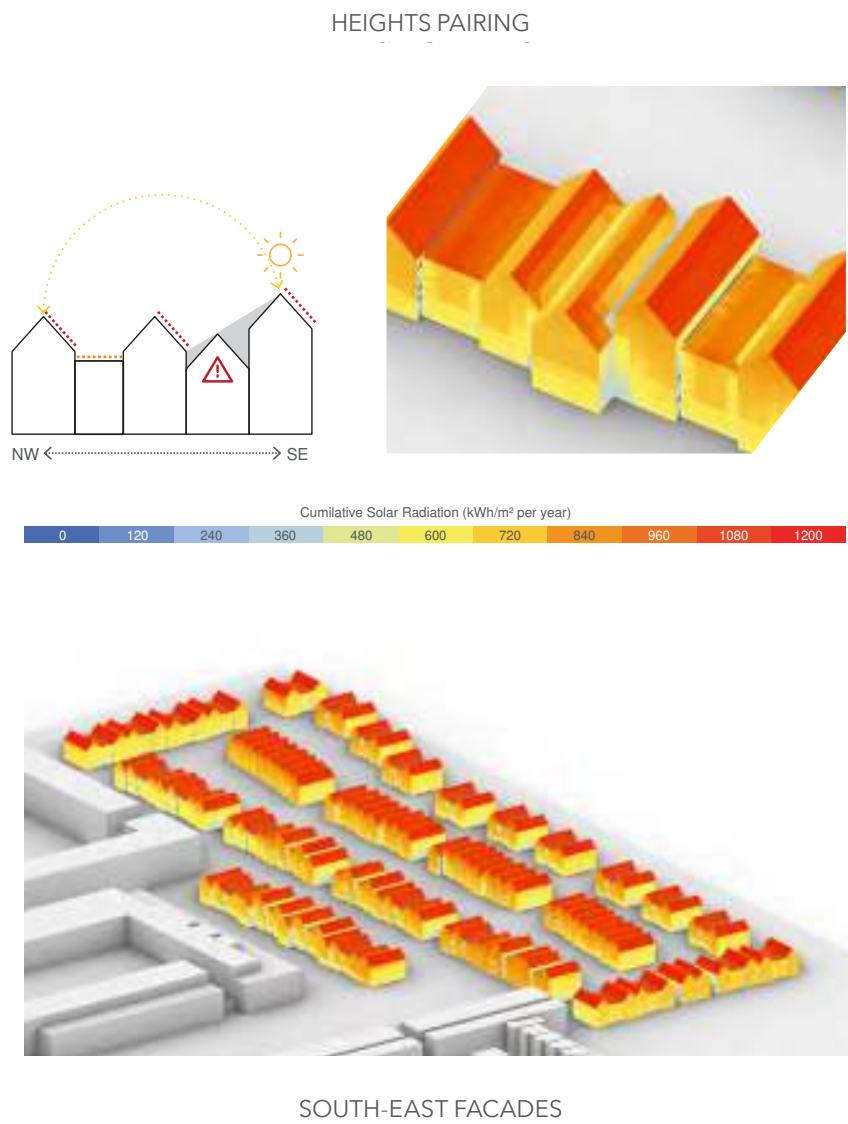 HEIGHTS PAIRING
NW SE
Cumilative Solar Radiation (kWh/m² per year)
0 120 240 360 480 600 720 840 960 1080 1200
SOUTH-EAST FACADES